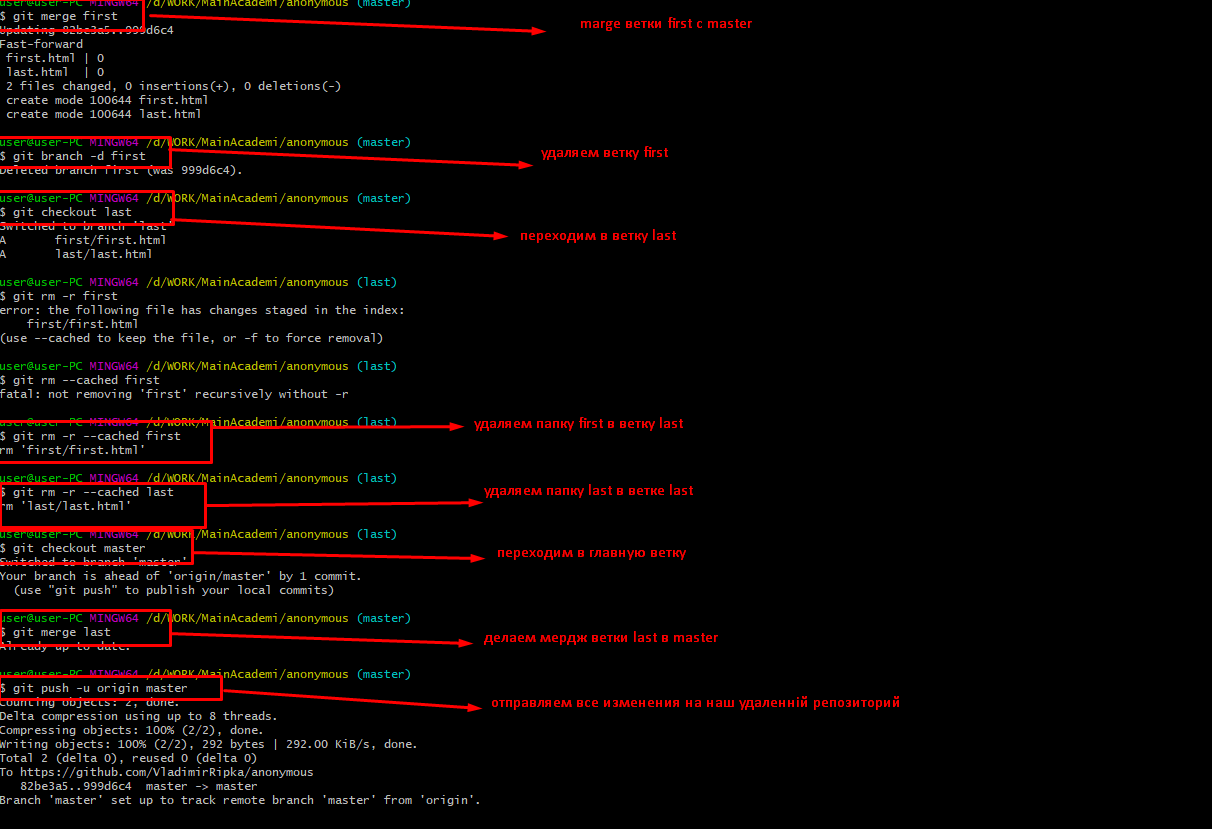 user@user-PC MINGW64 /d/WORK/MainAcademi/anonymous (master)
$ git merge first
marge ветки first с master
Updating 82be3a5..999d6c4
Fast-forward
first.html | 0
last.html | 0
2 files changed, 0 insertions(+), 0 deletions(-)
create mode 100644 first.html
create mode 100644 last.html
user@user-PC MINGW64 /d/WORK/MainAcademi/anonymous (master)
$ git branch -d first
удаляем ветку first
Deleted branch first (was 999d6c4).
user@user-PC MINGW64 /d/WORK/MainAcademi/anonymous (master)
$ git checkout last
Switched to branch 'last'
переходим в ветку last
A first/first.html
A last/last.html
user@user-PC MINGW64 /d/WORK/MainAcademi/anonymous (last)
$ git rm -r first
error: the following file has changes staged in the index:
first/first.html
(use --cached to keep the file, or -f to force removal)
user@user-PC MINGW64 /d/WORK/MainAcademi/anonymous (last)
$ git rm --cached first
fatal: not removing 'first' recursively without -r
user@user-PC MINGW64 /d/WORK/MainAcademi/anonymous (last)
удаляем папку first в ветку last
$ git rm -r --cached first
rm 'first/first.html'
user@user-PC MINGW64 /d/WORK/MainAcademi/anonymous (last)
удаляем папку last в ветке last
$ git rm -r --cached last
rm 'last/last.html'
user@user-PC MINGW64 /d/WORK/MainAcademi/anonymous (last)
$ git checkout master
переходим в главную ветку
Switched to branch 'master'
Your branch is ahead of 'origin/master' by 1 commit.
(use "git push" to publish your local commits)
user@user-PC MINGW64 /d/WORK/MainAcademi/anonymous (master)
$ git merge last
делаем мердж ветки last в master
Already up to date.
user@user-PC MINGW64 /d/WORK/MainAcademi/anonymous (master)
$ git push -u origin master
отправляем все изменения на наш удаленній репозиторий
Counting objects: 2, done.
Delta compression using up to 8 threads.
Compressing objects: 100% (2/2), done.
Writing objects: 100% (2/2), 292 bytes | 292.00 KiB/s, done.
Total 2 (delta 0), reused 0 (delta 0)
To https://github.com/VladimirRipka/anonymous
82be3a5..999d6c4 master -> master
Branch 'master' set up to track remote branch 'master' from 'origin'.